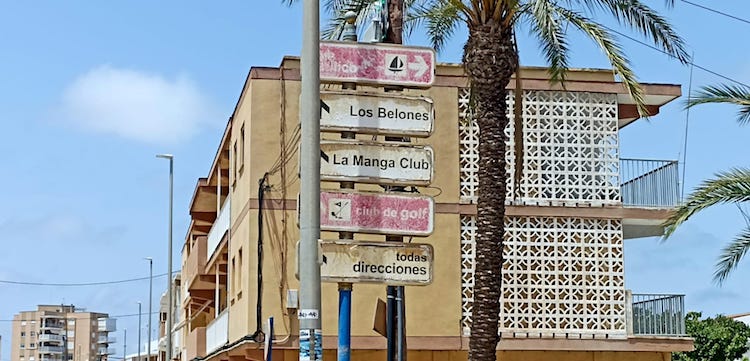 Los Belones
La Manga Club
club de golf
todas
direcciones